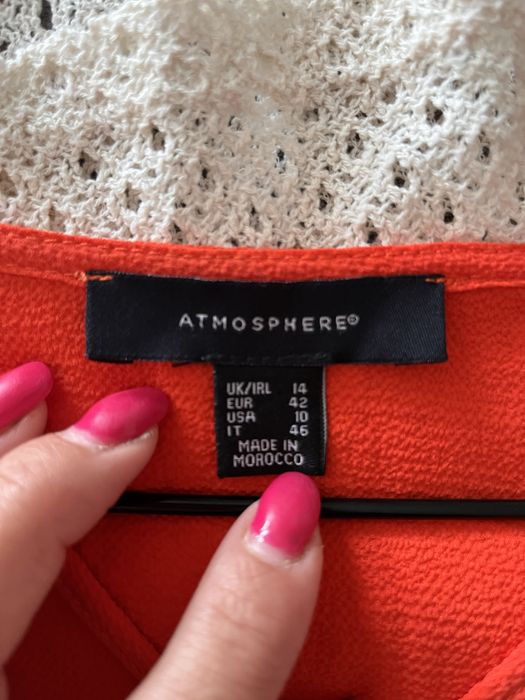 ATMOSPHERE®
UK/IRL 14
EUR 42
USA 10
IT 46
MADE IN
MOROCCO